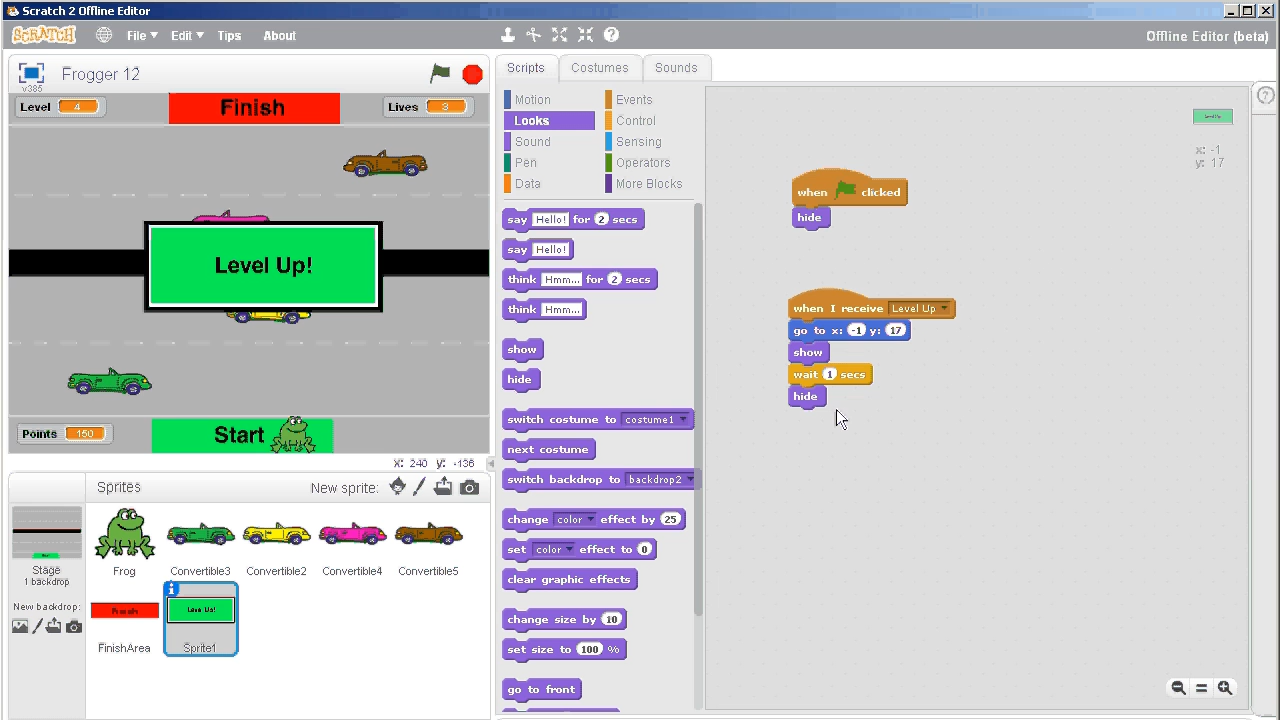 Scratch 2 Offline Editor
SCRATCH File Edit Tips About Offline Editor (beta)
Frogger 12
v385
Level 4 Finish Lives 3
Level Up!
Points 150 Start
x: 240 y: -136
Sprites New sprite:
Stage
1 backdrop
New backdrop:
Frog Convertible3 Convertible2 Convertible4 Convertible5
Level Up!
FinishArea Sprite1
Scripts Costumes Sounds
Motion Events
Looks Control
Sound Sensing
Pen Operators
Data More Blocks
say Hello! for 2 secs
say Hello!
think Hmm... for 2 secs
think Hmm...
show
hide
switch costume to costume1
next costume
switch backdrop to backdrop2
change color effect by 25
set color effect to 0
clear graphic effects
change size by 10
set size to 100 %
go to front
when clicked
hide
when I receive Level Up
go to x: -1 y: 17
show
wait 1 secs
hide
x: -1
y: 17